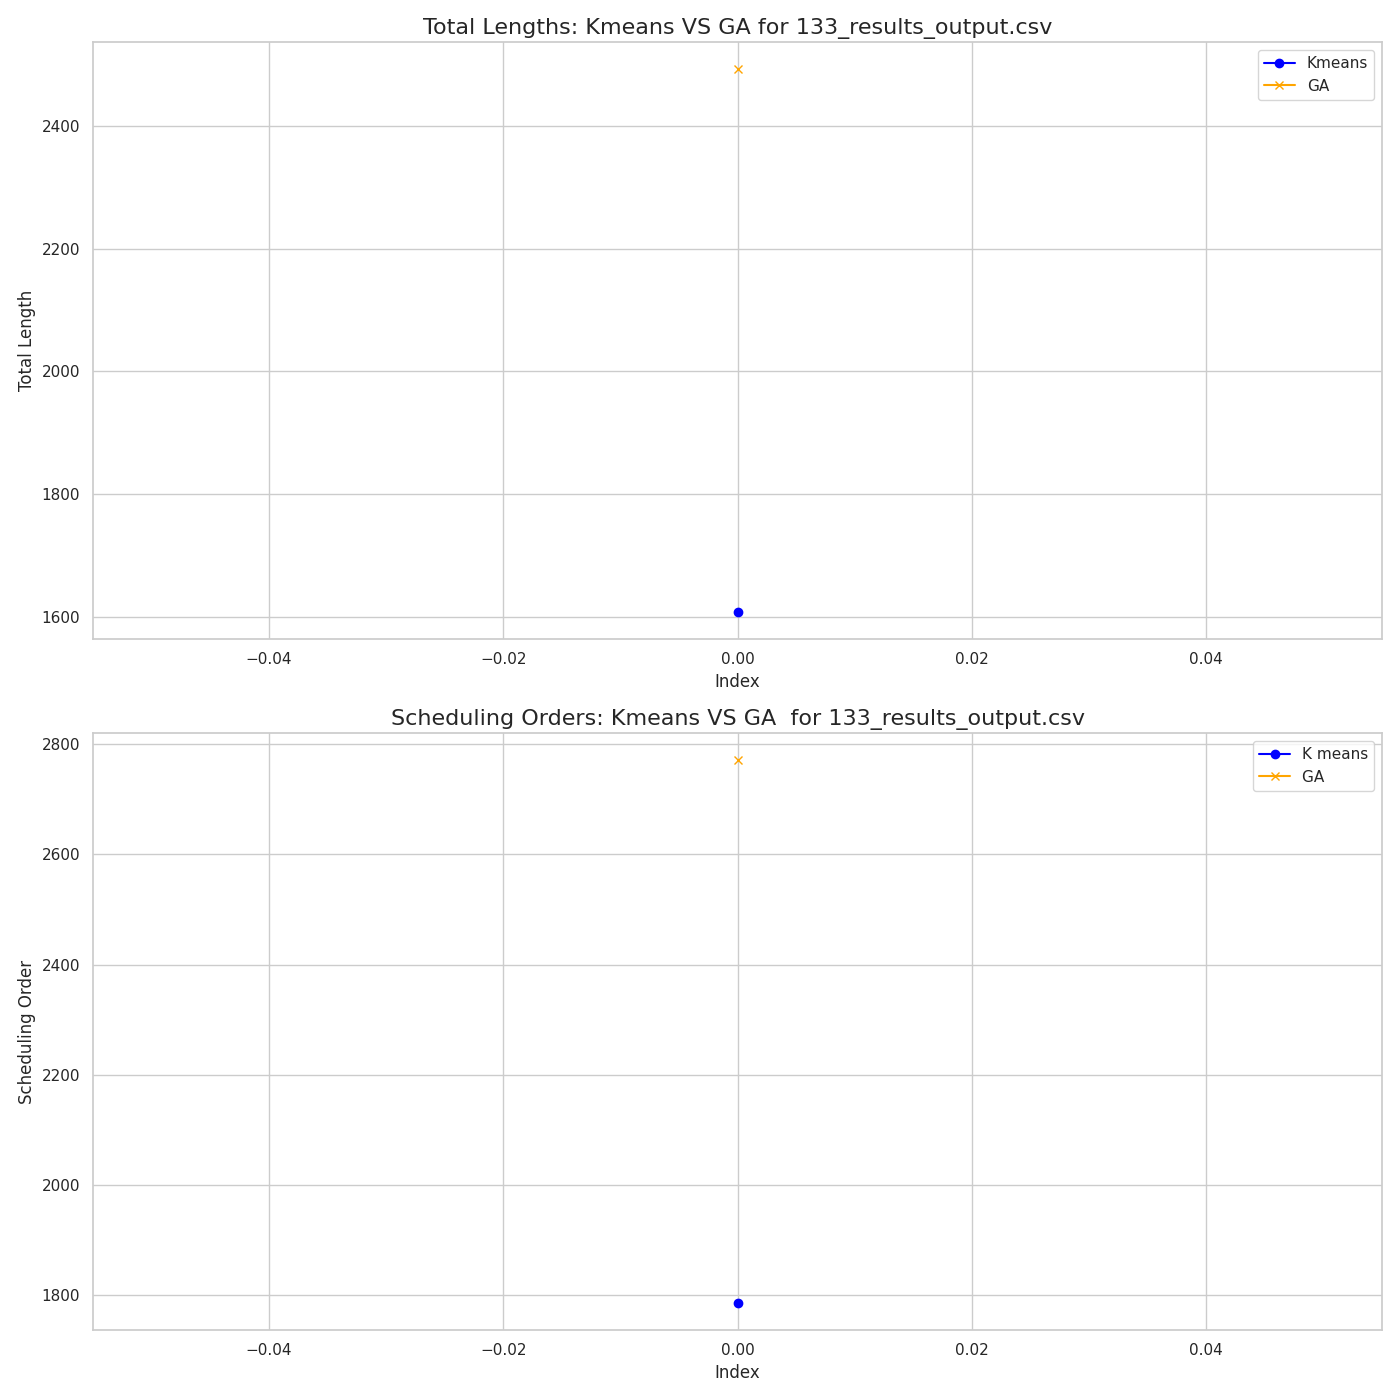 Total Lengths: Kmeans VS GA for 133_results_output.csv
Kmeans
GA
2400
2200
2000
1800
1600
Total Length
−0.04
−0.02
0.00
0.02
0.04
Index
Scheduling Orders: Kmeans VS GA  for 133_results_output.csv
K means
GA
2800
2600
2400
2200
2000
1800
Scheduling Order
−0.04
−0.02
0.00
0.02
0.04
Index